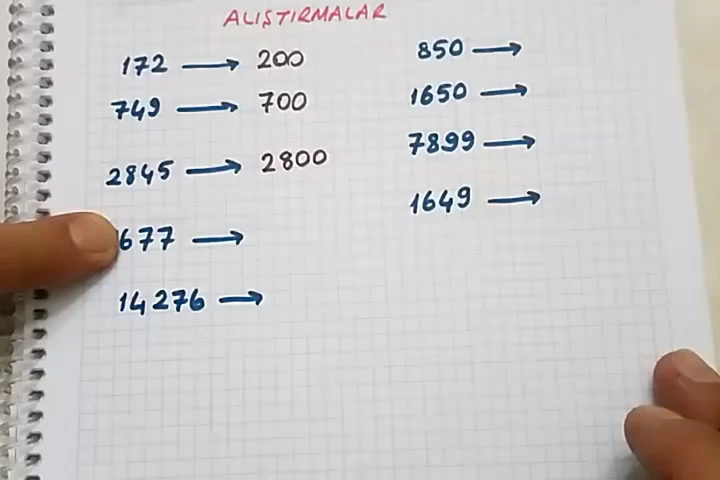 ALIŞTIRMALAR
172 → 200
749 → 700
2845 → 2800
677 →
14276 →
850 →
1650 →
7899 →
1649 →